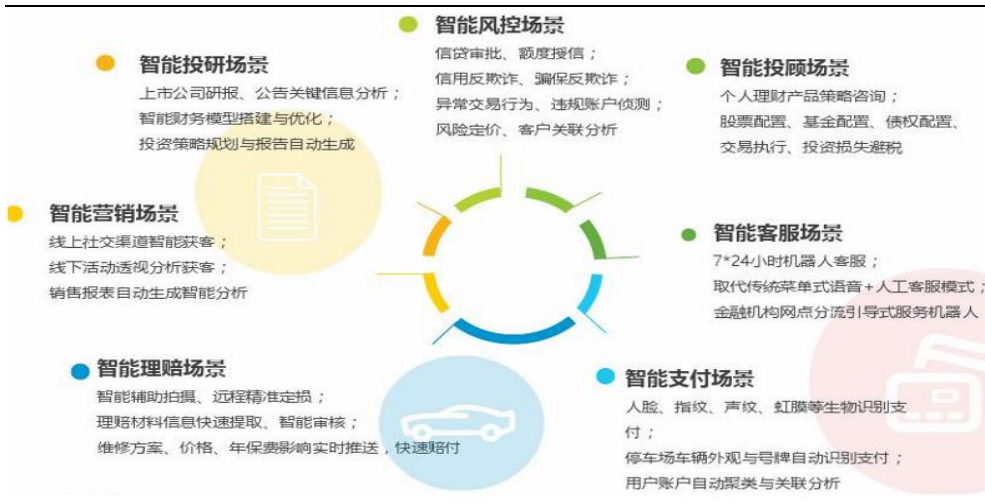 智能风控场景
信贷审批、额度授信；
信用反欺诈、骗保反欺诈；
异常交易行为、违规账户侦测；
风险定价、客户关联分析
智能投研场景
上市公司研报、公告关键信息分析；
智能财务模型搭建与优化；
投资策略规划与报告自动生成
智能投顾场景
个人理财产品策略咨询；
股票配置、基金配置、债权配置、
交易执行、投资损失避税
智能营销场景
线上社交渠道智能获客；
线下活动透视分析获客；
销售报表自动生成智能分析
智能客服场景
7*24小时机器人客服；
取代传统菜单式语音+人工客服模式；
金融机构网点分流引导式服务机器人
智能理赔场景
智能辅助拍摄、远程精准定损；
理赔材料信息快速提取、智能审核；
维修方案、价格、年保费影响实时推送，快速赔付
智能支付场景
人脸、指纹、声纹、虹膜等生物识别支
付；
停车场车辆外观与号牌自动识别支付；
用户账户自动聚类与关联分析